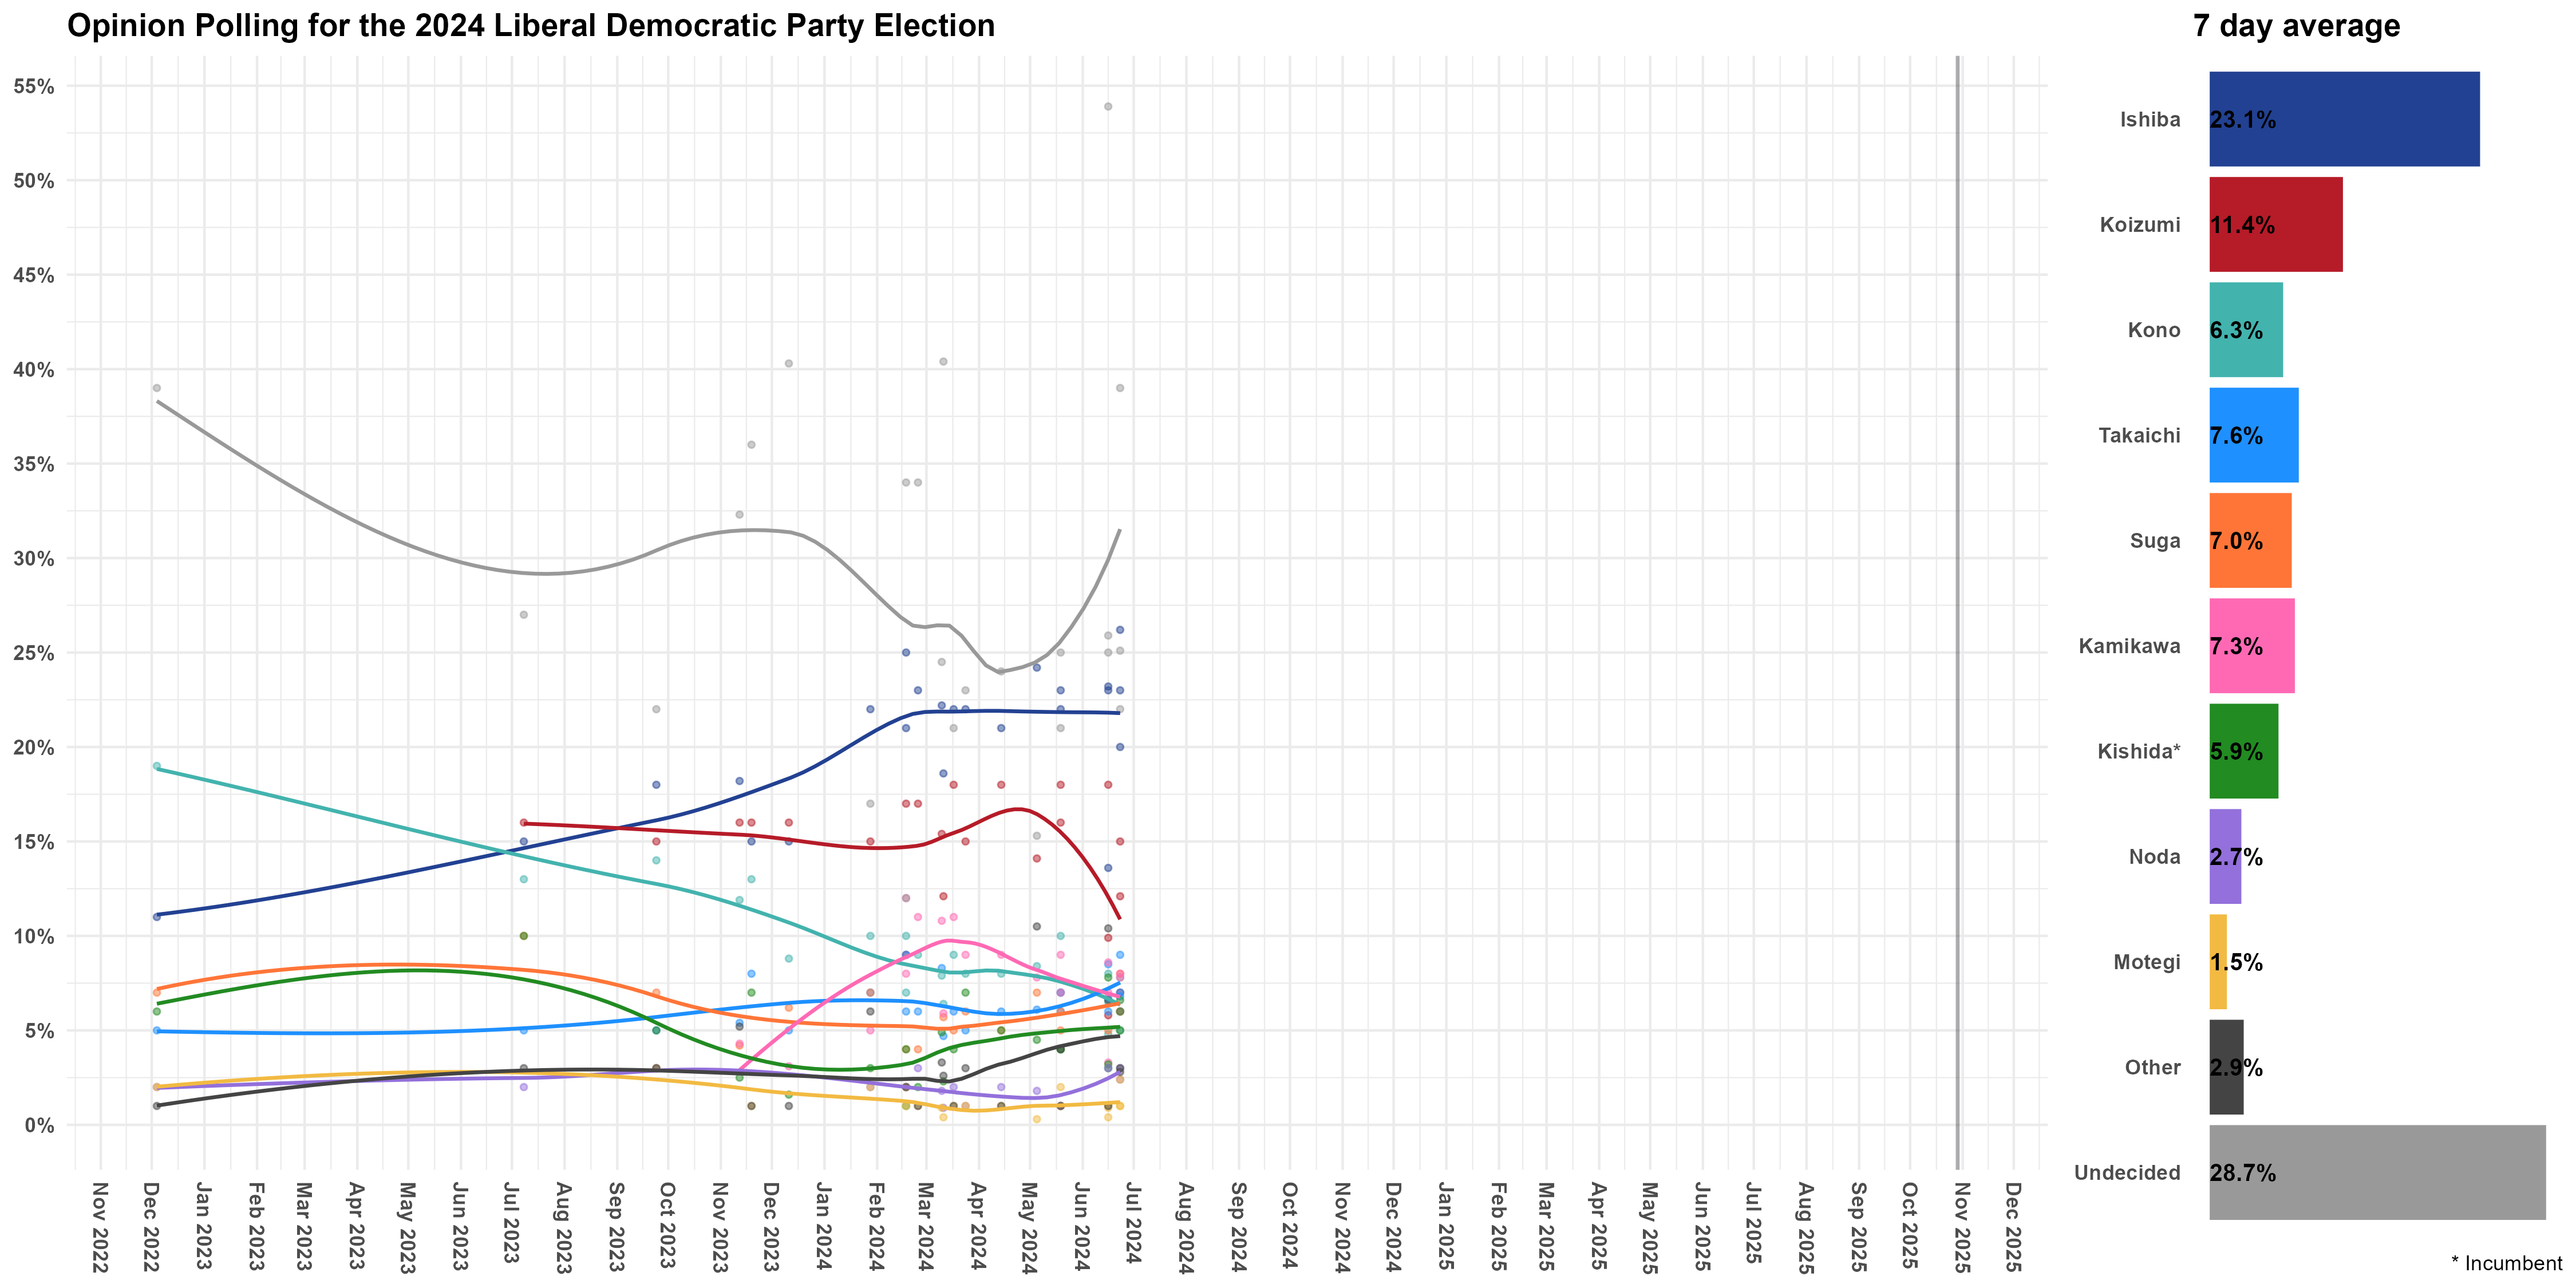 Opinion Polling for the 2024 Liberal Democratic Party Election
7 day average
55%
50%
45%
40%
35%
30%
25%
20%
15%
10%
5%
0%
Nov 2022
Dec 2022
Jan 2023
Feb 2023
Mar 2023
Apr 2023
May 2023
Jun 2023
Jul 2023
Aug 2023
Sep 2023
Oct 2023
Nov 2023
Dec 2023
Jan 2024
Feb 2024
Mar 2024
Apr 2024
May 2024
Jun 2024
Jul 2024
Aug 2024
Sep 2024
Oct 2024
Nov 2024
Dec 2024
Jan 2025
Feb 2025
Mar 2025
Apr 2025
May 2025
Jun 2025
Jul 2025
Aug 2025
Sep 2025
Oct 2025
Nov 2025
Dec 2025
Ishiba 23.1%
Koizumi 11.4%
Kono 6.3%
Takaichi 7.6%
Suga 7.0%
Kamikawa 7.3%
Kishida* 5.9%
Noda 2.7%
Motegi 1.5%
Other 2.9%
Undecided 28.7%
* Incumbent